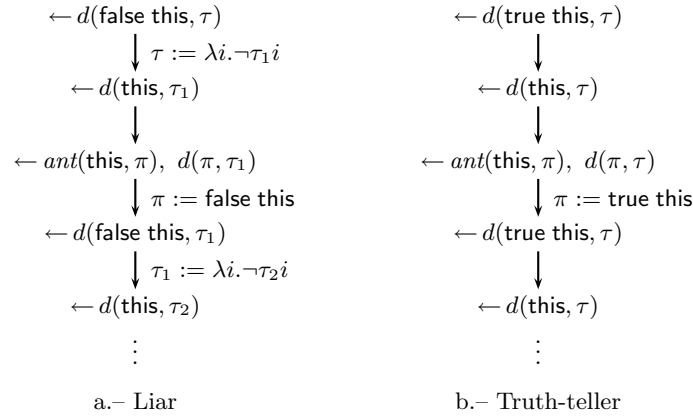 ← d(false this, τ)
τ := λi.¬τ₁i
← d(this, τ₁)
← ant(this, π), d(π, τ₁)
π := false this
← d(false this, τ₁)
τ₁ := λi.¬τ₂i
← d(this, τ₂)
⋮
a.– Liar
← d(true this, τ)
← d(this, τ)
← ant(this, π), d(π, τ)
π := true this
← d(true this, τ)
← d(this, τ)
⋮
b.– Truth-teller